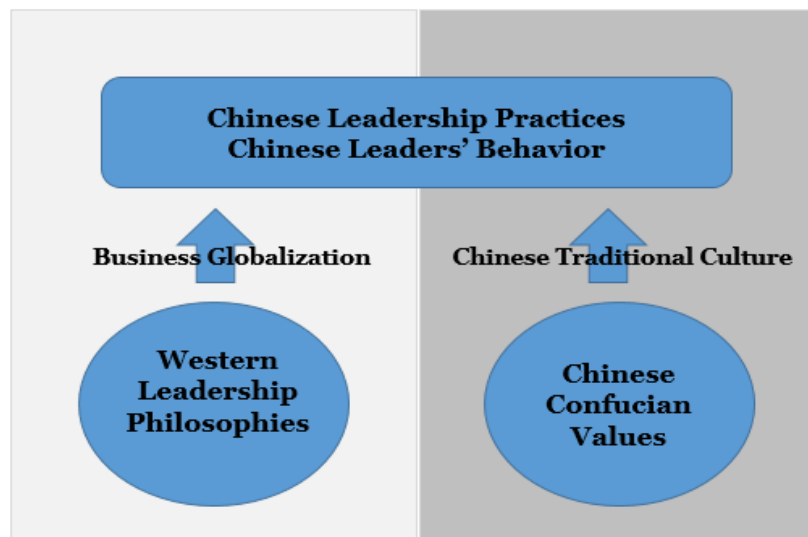 Chinese Leadership Practices
Chinese Leaders’ Behavior
Business Globalization
Chinese Traditional Culture
Western
Leadership
Philosophies
Chinese
Confucian
Values